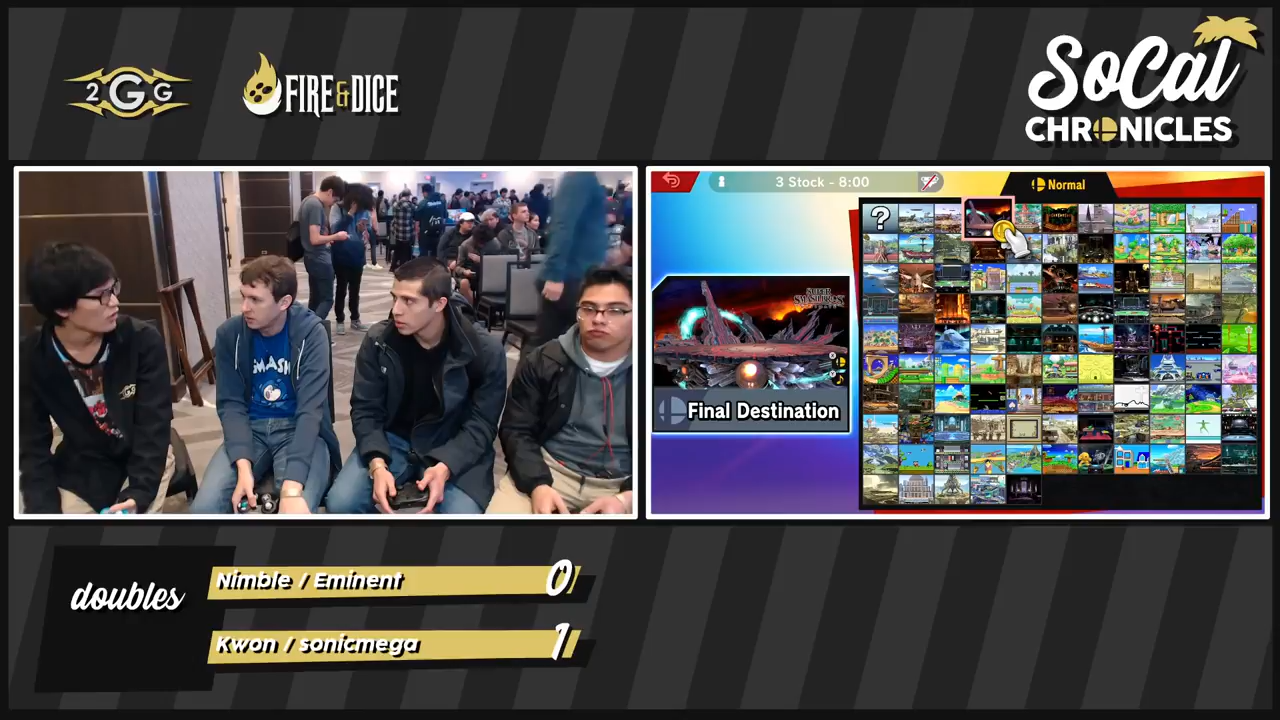 2GG
FIRE&DICE
SoCal
CHRONICLES
3 Stock - 8:00
Normal
?
SUPER
SMASH BROS
Final Destination
SMASH
doubles
Nimble / Eminent
0
Kwon / sonicmega
1